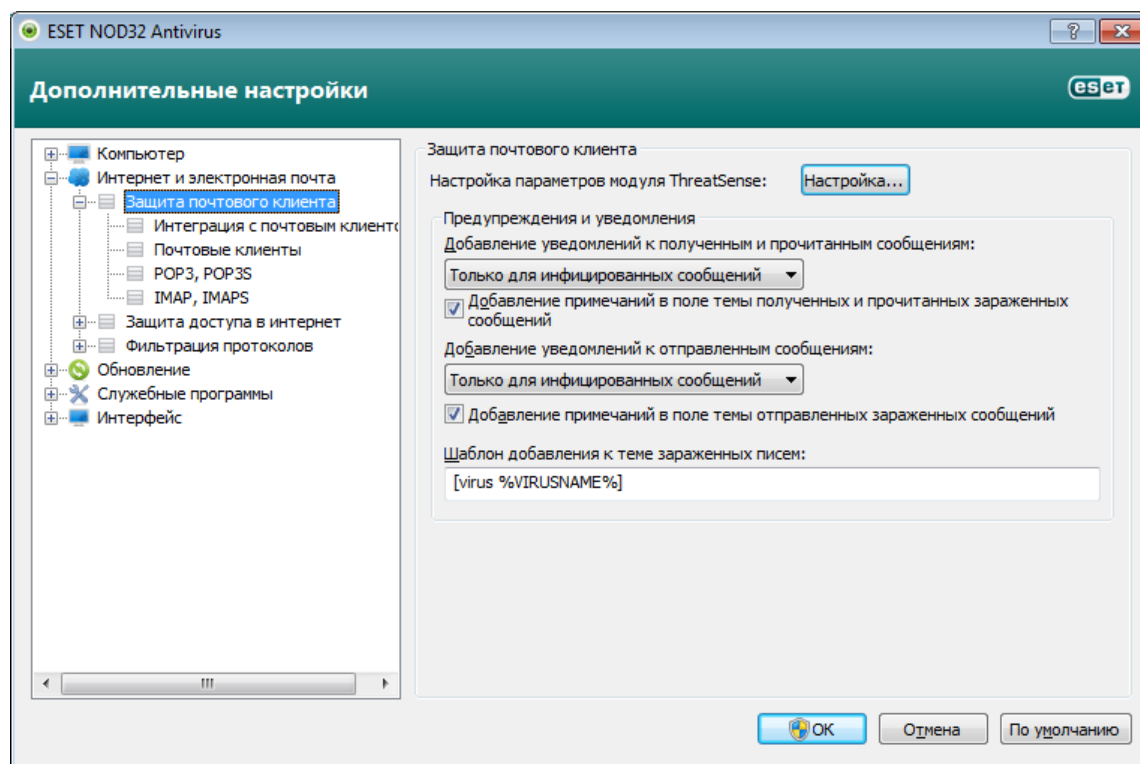 ESET NOD32 Antivirus
Дополнительные настройки
eset
Компьютер
Интернет и электронная почта
Защита почтового клиента
Интеграция с почтовым клиенто
Почтовые клиенты
POP3, POP3S
IMAP, IMAPS
Защита доступа в интернет
Фильтрация протоколов
Обновление
Служебные программы
Интерфейс
Защита почтового клиента
Настройка параметров модуля ThreatSense:
Настройка...
Предупреждения и уведомления
Добавление уведомлений к полученным и прочитанным сообщениям:
Только для инфицированных сообщений
Добавление примечаний в поле темы полученных и прочитанных зараженных
сообщений
Добавление уведомлений к отправленным сообщениям:
Только для инфицированных сообщений
Добавление примечаний в поле темы отправленных зараженных сообщений
Шаблон добавления к теме зараженных писем:
[virus %VIRUSNAME%]
ОК
Отмена
По умолчанию